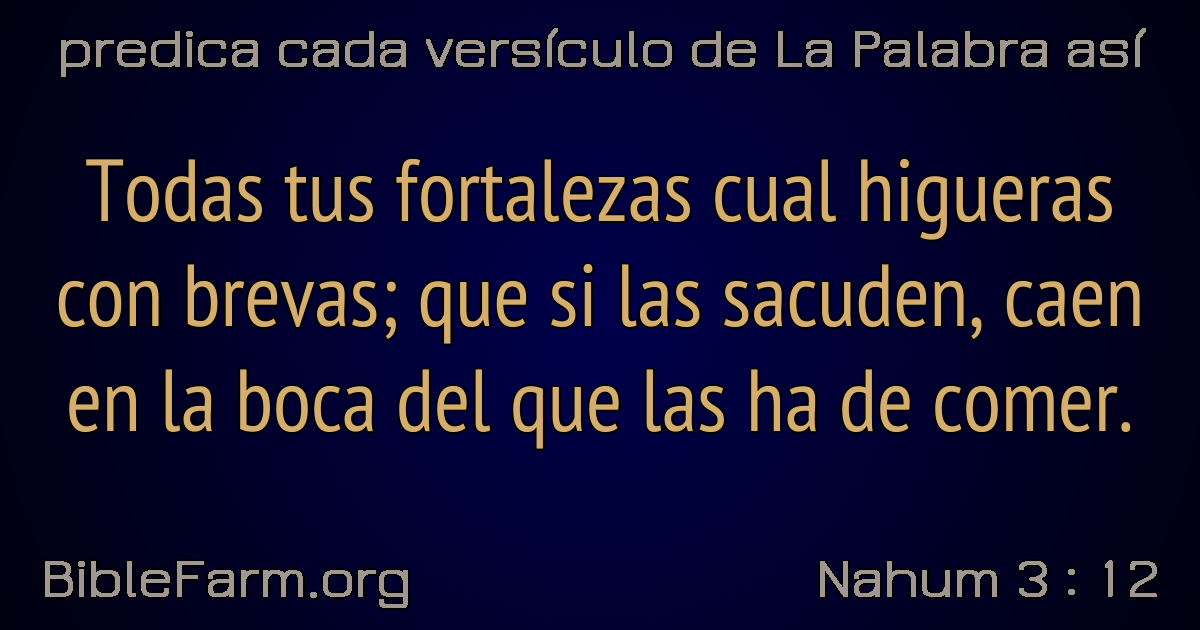 predica cada versículo de La Palabra así
Todas tus fortalezas cual higueras
con brevas; que si las sacuden, caen
en la boca del que las ha de comer.
BibleFarm.org
Nahum 3 : 12